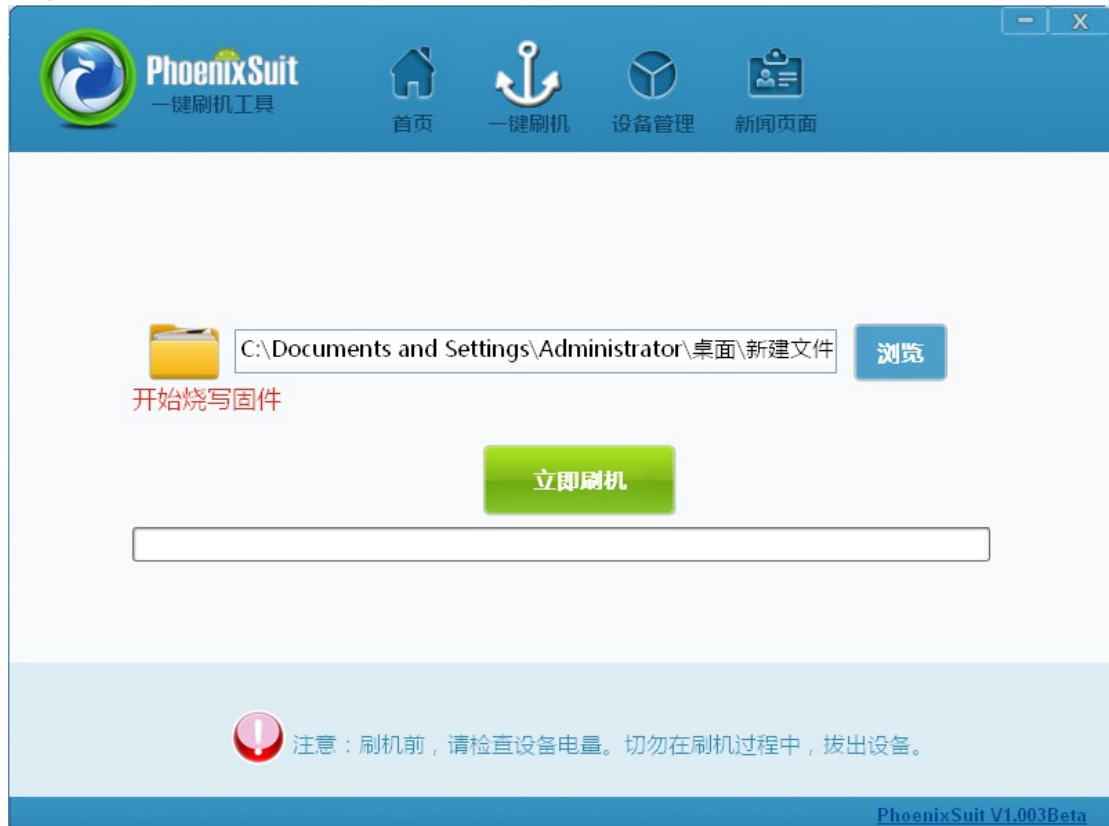 PhoenixSuit
一键刷机工具
首页
一键刷机
设备管理
新闻页面
C:\Documents and Settings\Administrator\桌面\新建文件
浏览
开始烧写固件
立即刷机
注意：刷机前，请检查设备电量。切勿在刷机过程中，拔出设备。
PhoenixSuit V1.003Beta